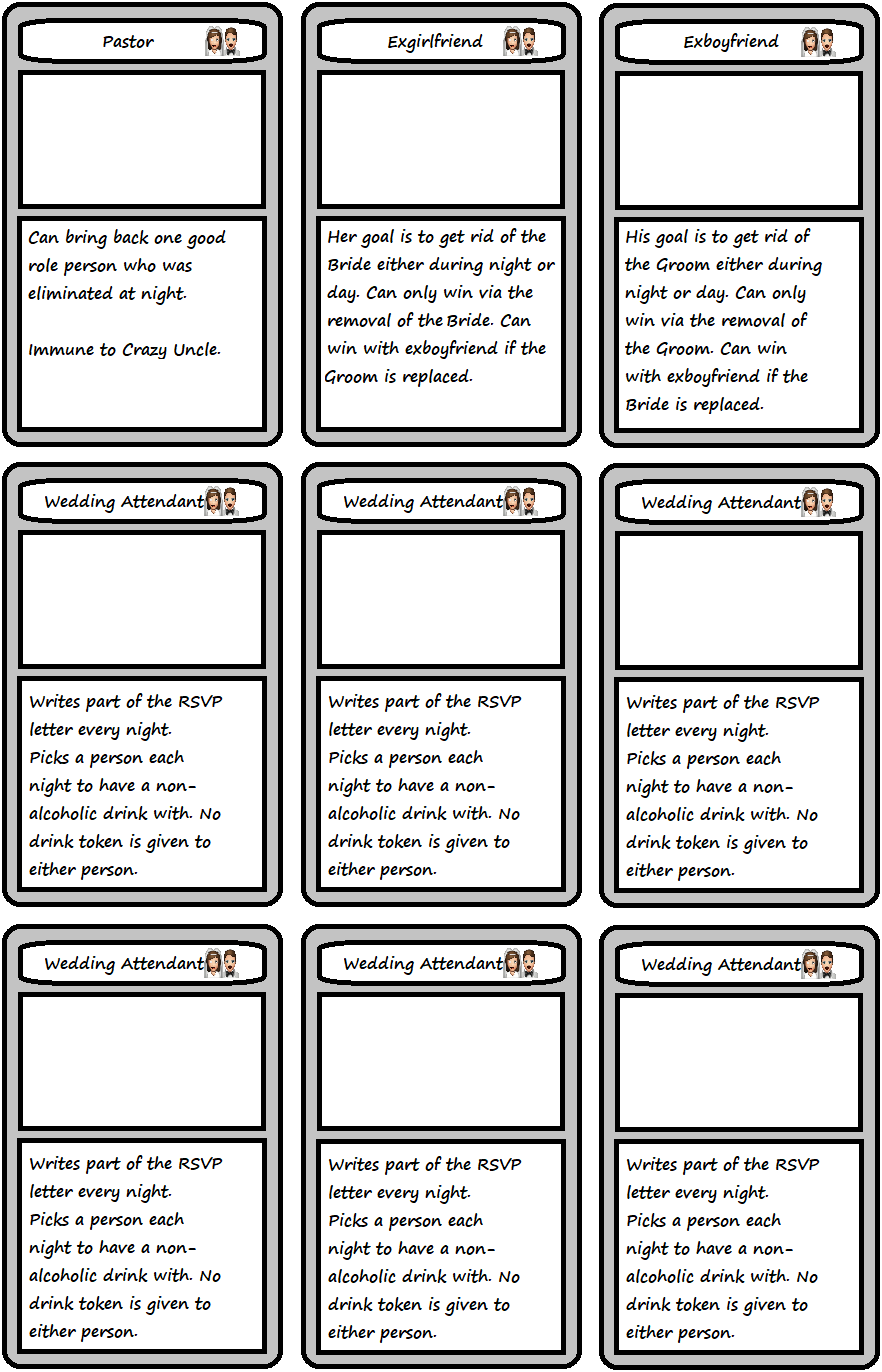 Pastor
Can bring back one good
role person who was
eliminated at night.
Immune to Crazy Uncle.
Exgirlfriend
Her goal is to get rid of the
Bride either during night or
day. Can only win via the
removal of the Bride. Can
win with exboyfriend if the
Groom is replaced.
Exboyfriend
His goal is to get rid of
the Groom either during
night or day. Can only
win via the removal of
the Groom. Can win
with exboyfriend if the
Bride is replaced.
Wedding Attendant
Writes part of the RSVP
letter every night.
Picks a person each
night to have a non-
alcoholic drink with. No
drink token is given to
either person.
Wedding Attendant
Writes part of the RSVP
letter every night.
Picks a person each
night to have a non-
alcoholic drink with. No
drink token is given to
either person.
Wedding Attendant
Writes part of the RSVP
letter every night.
Picks a person each
night to have a non-
alcoholic drink with. No
drink token is given to
either person.
Wedding Attendant
Writes part of the RSVP
letter every night.
Picks a person each
night to have a non-
alcoholic drink with. No
drink token is given to
either person.
Wedding Attendant
Writes part of the RSVP
letter every night.
Picks a person each
night to have a non-
alcoholic drink with. No
drink token is given to
either person.
Wedding Attendant
Writes part of the RSVP
letter every night.
Picks a person each
night to have a non-
alcoholic drink with. No
drink token is given to
either person.